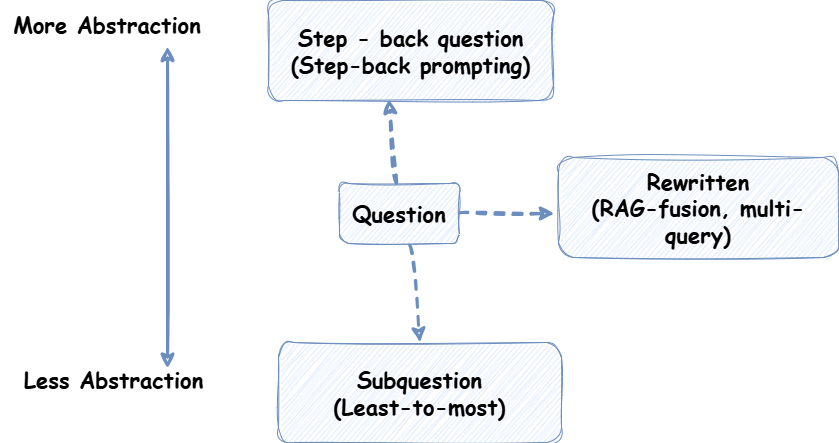 More Abstraction
Step - back question
(Step-back prompting)
Rewritten
(RAG-fusion, multi-
query)
Question
Less Abstraction
Subquestion
(Least-to-most)